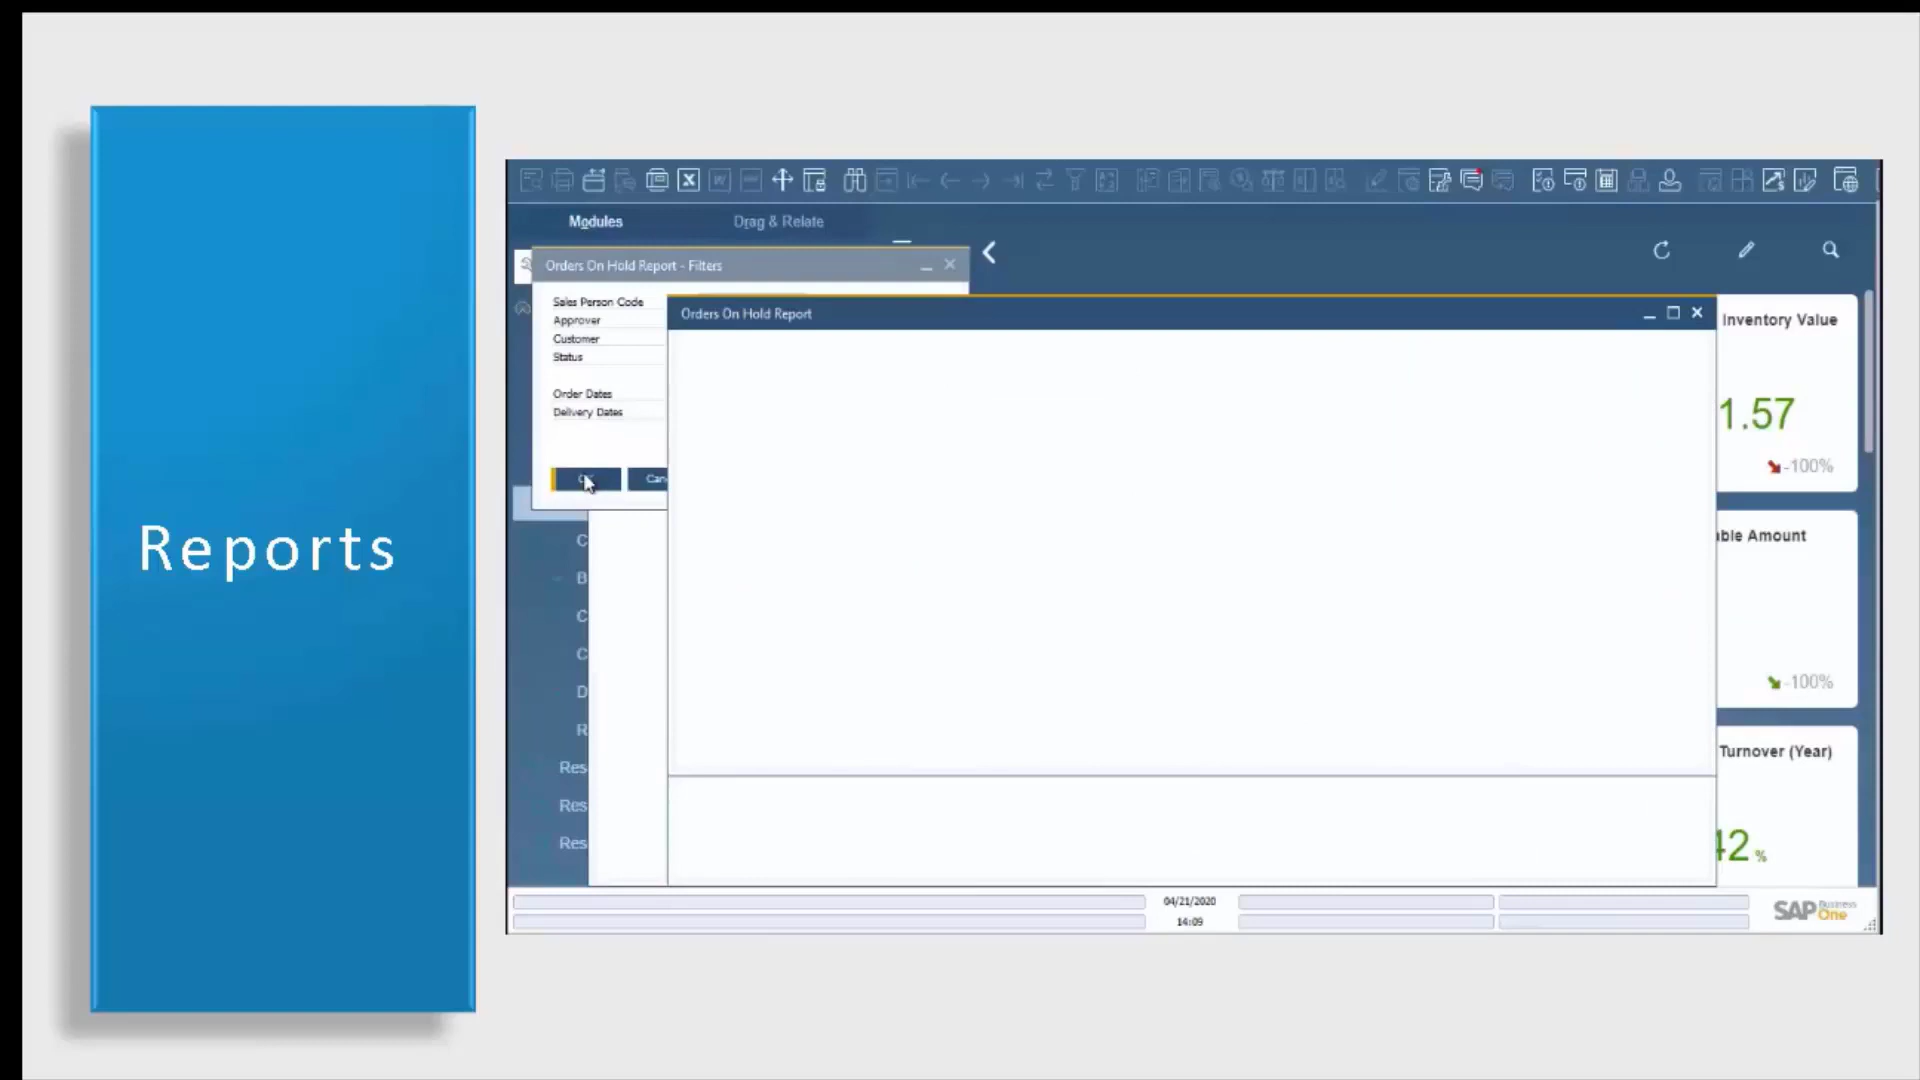 Reports
Modules
Drag & Relate
Orders On Hold Report - Filters
Sales Person Code
Approver
Customer
Status
Order Dates
Delivery Dates
Orders On Hold Report
Inventory Value
1.57
-100%
Amount
-100%
Turnover (Year)
42 %
C
B
C
C
D
R
Res
Res
Res
04/21/2020
14:09
SAP Business One